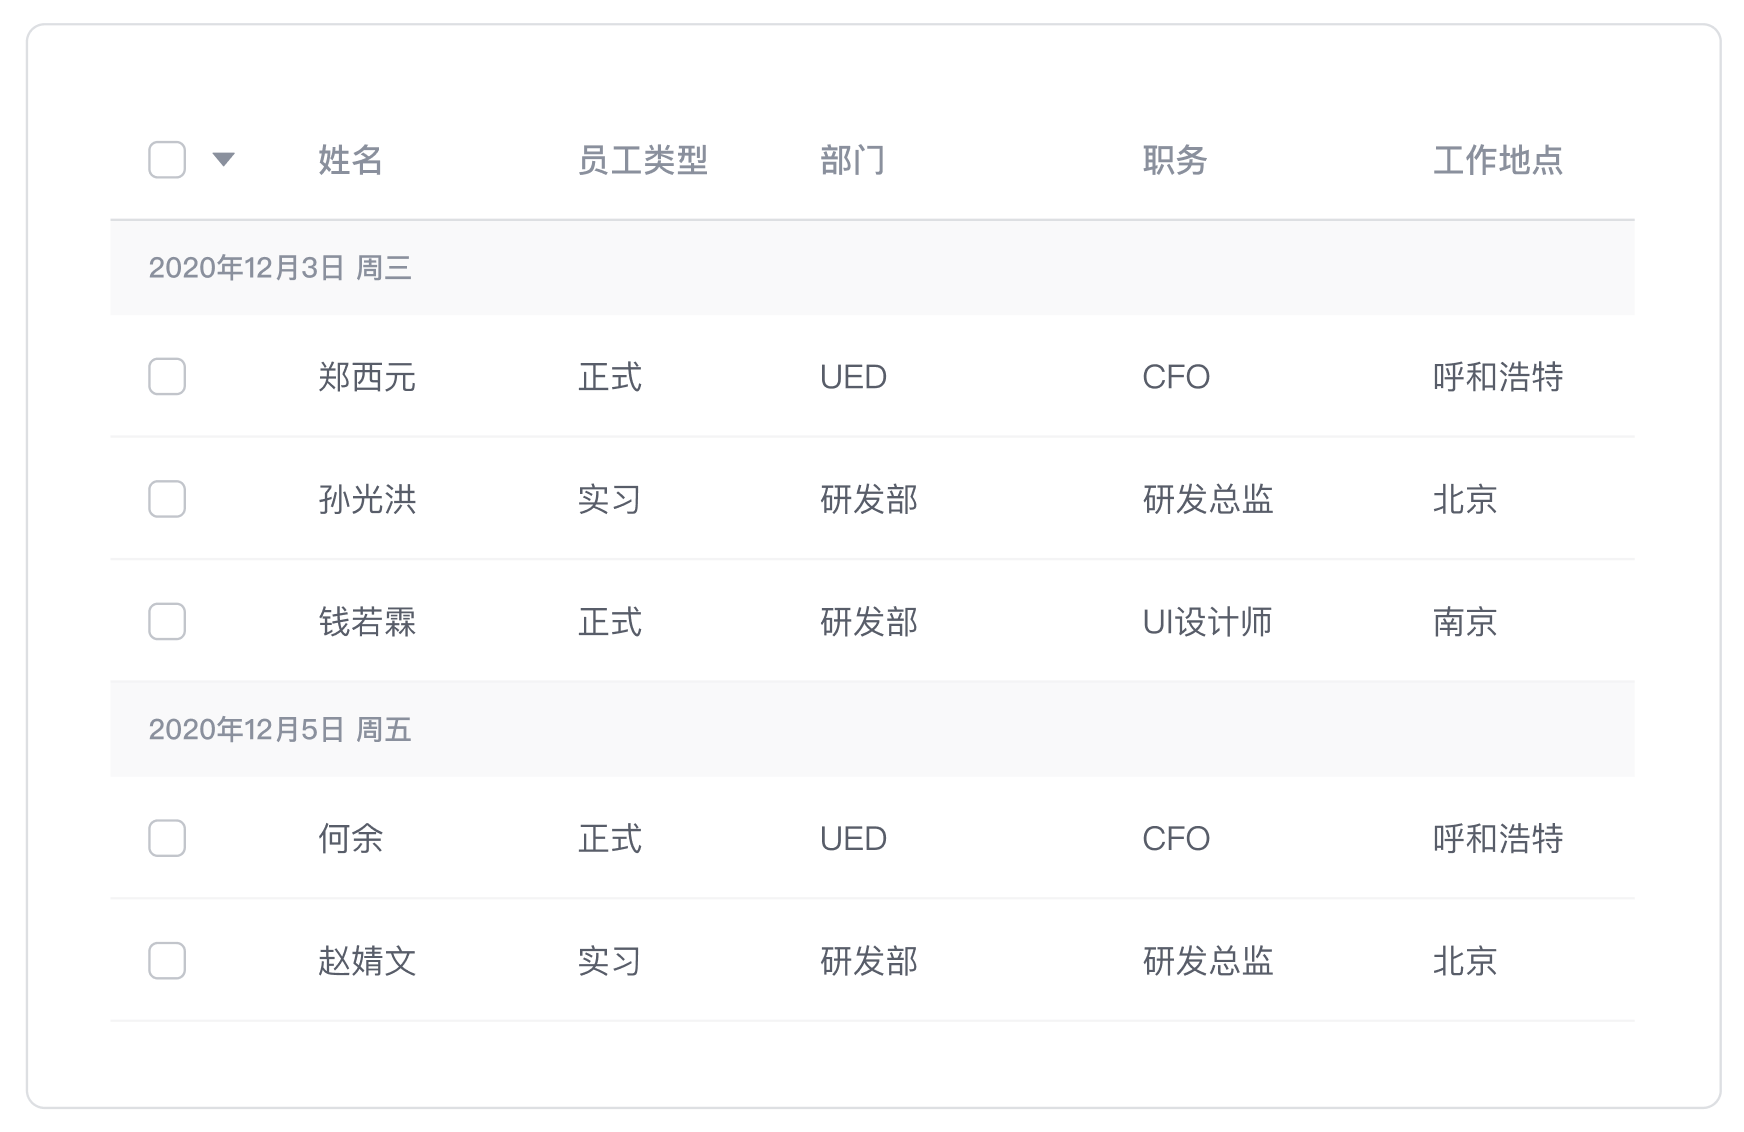 姓名 员工类型 部门 职务 工作地点
2020年12月3日 周三
郑西元 正式 UED CFO 呼和浩特
孙光洪 实习 研发部 研发总监 北京
钱若霖 正式 研发部 UI设计师 南京
2020年12月5日 周五
何余 正式 UED CFO 呼和浩特
赵婧文 实习 研发部 研发总监 北京